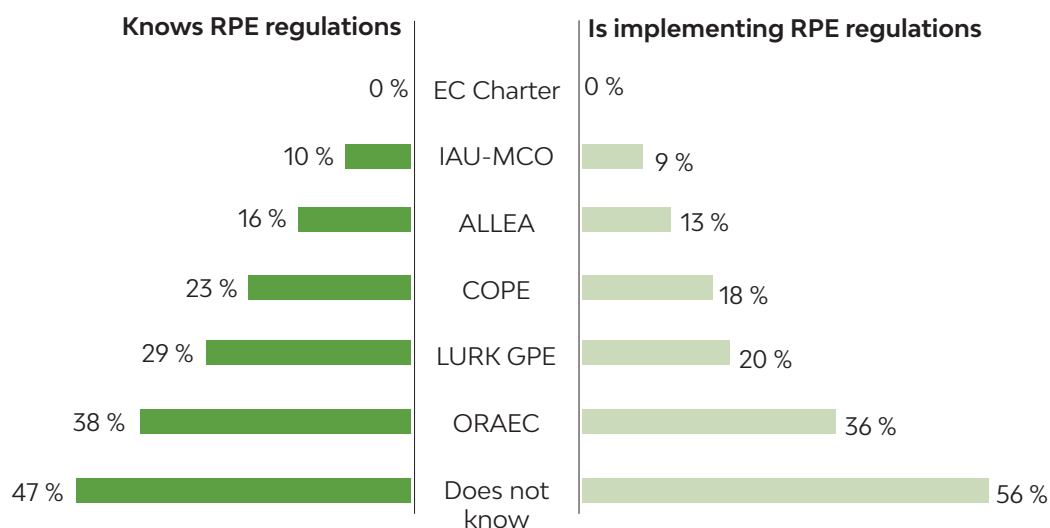 Knows RPE regulations
Is implementing RPE regulations
0 % EC Charter 0 %
10 % IAU-MCO 9 %
16 % ALLEA 13 %
23 % COPE 18 %
29 % LURK GPE 20 %
38 % ORAEC 36 %
47 % Does not 56 %
know